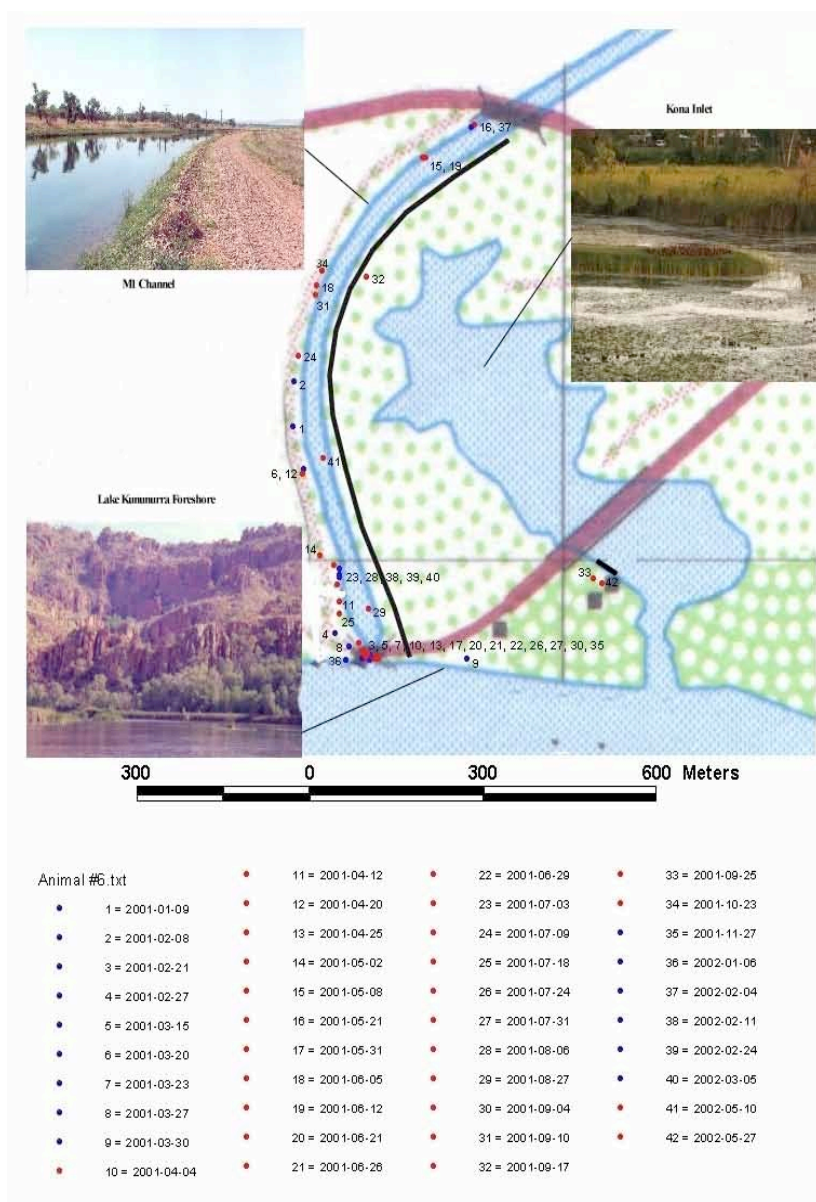 Kona Inlet
16, 37
15, 19
34
32
18
31
M1 Channel
24
2
1
41
6, 12
Lake Kununurra Foreshore
14
23, 28, 38, 39, 40
33
42
11
29
25
4
8
3, 5, 7, 10, 13, 17, 20, 21, 22, 26, 27, 30, 35
36
9
300 0 300 600 Meters
Animal #6.txt
1 = 2001-01-09
2 = 2001-02-08
3 = 2001-02-21
4 = 2001-02-27
5 = 2001-03-15
6 = 2001-03-20
7 = 2001-03-23
8 = 2001-03-27
9 = 2001-03-30
10 = 2001-04-04
11 = 2001-04-12
12 = 2001-04-20
13 = 2001-04-25
14 = 2001-05-02
15 = 2001-05-08
16 = 2001-05-21
17 = 2001-05-31
18 = 2001-06-05
19 = 2001-06-12
20 = 2001-06-21
21 = 2001-06-26
22 = 2001-06-29
23 = 2001-07-03
24 = 2001-07-09
25 = 2001-07-18
26 = 2001-07-24
27 = 2001-07-31
28 = 2001-08-06
29 = 2001-08-27
30 = 2001-09-04
31 = 2001-09-10
32 = 2001-09-17
33 = 2001-09-25
34 = 2001-10-23
35 = 2001-11-27
36 = 2002-01-06
37 = 2002-02-04
38 = 2002-02-11
39 = 2002-02-24
40 = 2002-03-05
41 = 2002-05-10
42 = 2002-05-27